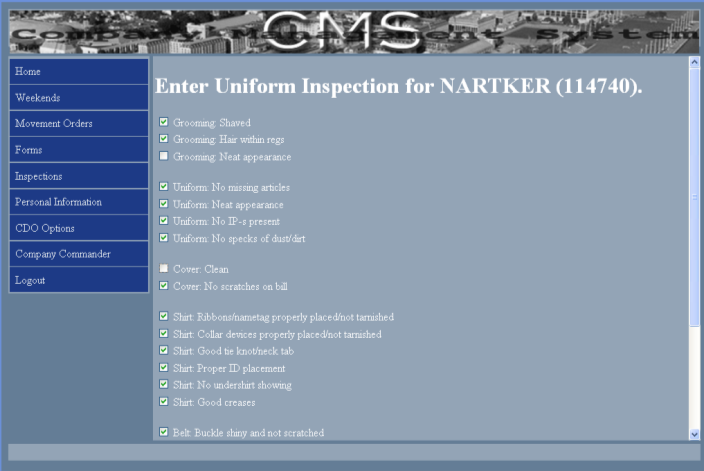 CMS
Company Management System
Home
Weekends
Movement Orders
Forms
Inspections
Personal Information
CDO Options
Company Commander
Logout
Enter Uniform Inspection for NARTKER (114740).
Grooming: Shaved
Grooming: Hair within regs
Grooming: Neat appearance
Uniform: No missing articles
Uniform: Neat appearance
Uniform: No IP-s present
Uniform: No specks of dust/dirt
Cover: Clean
Cover: No scratches on bill
Shirt: Ribbons/nametag properly placed/not tarnished
Shirt: Collar devices properly placed/not tarnished
Shirt: Good tie knot/neck tab
Shirt: Proper ID placement
Shirt: No undershirt showing
Shirt: Good creases
Belt: Buckle shiny and not scratched